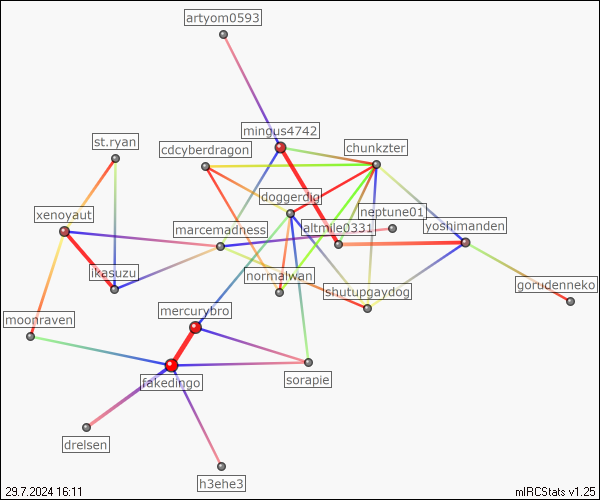 artyom0593
mingus4742
st.ryan
cdcyberdragon
chunkzter
doggerdig
xenoyaut
neptune01
marcemadness
altmile0331
yoshimanden
ikasuzu
normalwan
shutupgaydog
gorudenneko
mercurybro
moonraven
fakedingo
sorapie
drelsen
h3ehe3
29.7.2024 16:11
mIRCStats v1.25